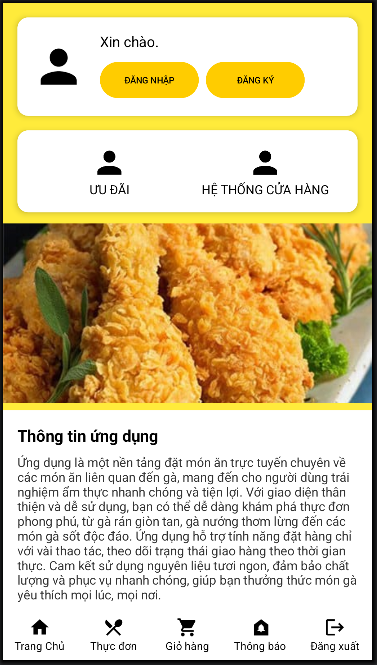 Xin chào.
ĐĂNG NHẬP ĐĂNG KÝ
ƯU ĐÃI HỆ THỐNG CỬA HÀNG
Thông tin ứng dụng
Ứng dụng là một nền tảng đặt món ăn trực tuyến chuyên về
các món ăn liên quan đến gà, mang đến cho người dùng trải
nghiệm ẩm thực nhanh chóng và tiện lợi. Với giao diện thân
thiện và dễ sử dụng, bạn có thể dễ dàng khám phá thực đơn
phong phú, từ gà rán giòn tan, gà nướng thơm lừng đến các
món gà sốt độc đáo. Ứng dụng hỗ trợ tính năng đặt hàng chỉ
với vài thao tác, theo dõi trạng thái giao hàng theo thời gian
thực. Cam kết sử dụng nguyên liệu tươi ngon, đảm bảo chất
lượng và phục vụ nhanh chóng, giúp bạn thưởng thức món gà
yêu thích mọi lúc, mọi nơi.
Trang Chủ Thực đơn Giỏ hàng Thông báo Đăng xuất